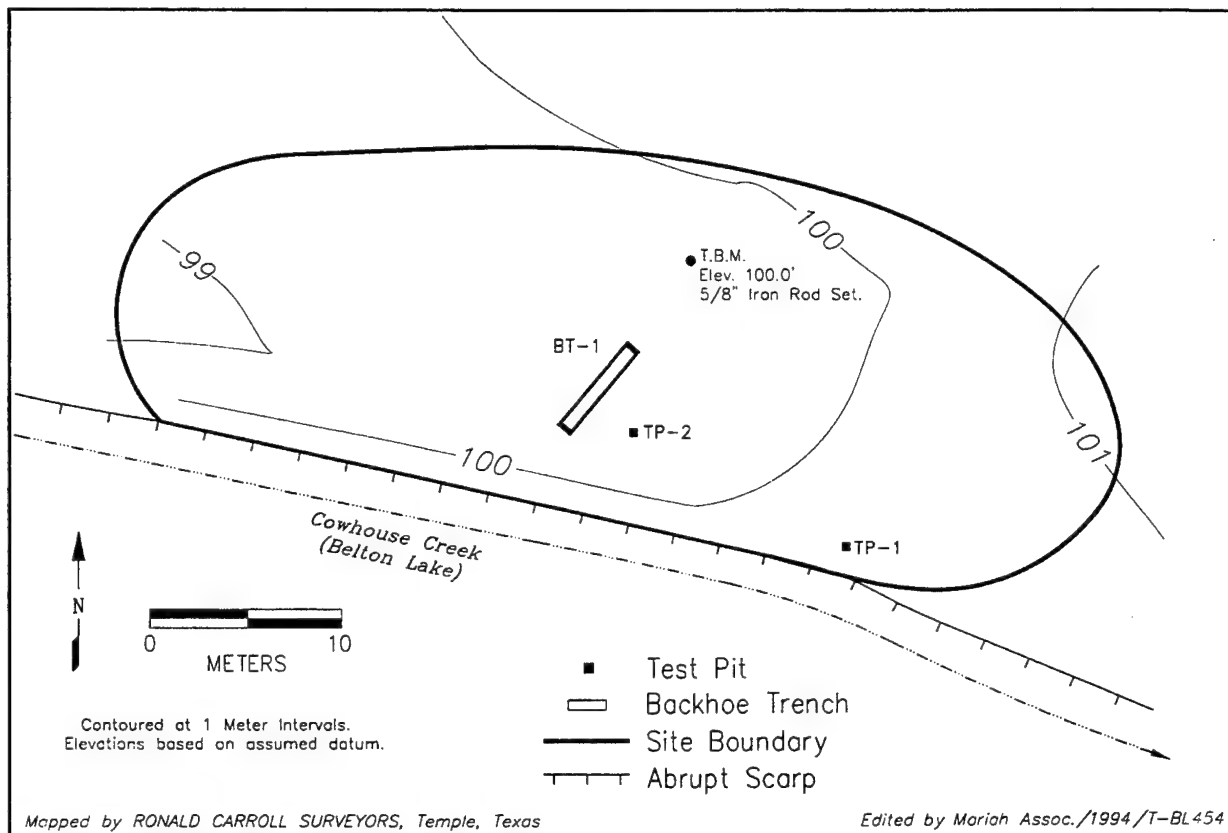 100
99
T.B.M.
Elev. 100.0'
5/8" Iron Rod Set.
BT-1
TP-2
100
101
TP-1
Cowhouse Creek
(Belton Lake)
N
0 10
METERS
Contoured at 1 Meter Intervals.
Elevations based on assumed datum.
Test Pit
Backhoe Trench
Site Boundary
Abrupt Scarp
Mapped by RONALD CARROLL SURVEYORS, Temple, Texas
Edited by Mariah Assoc./1994/T-BL454